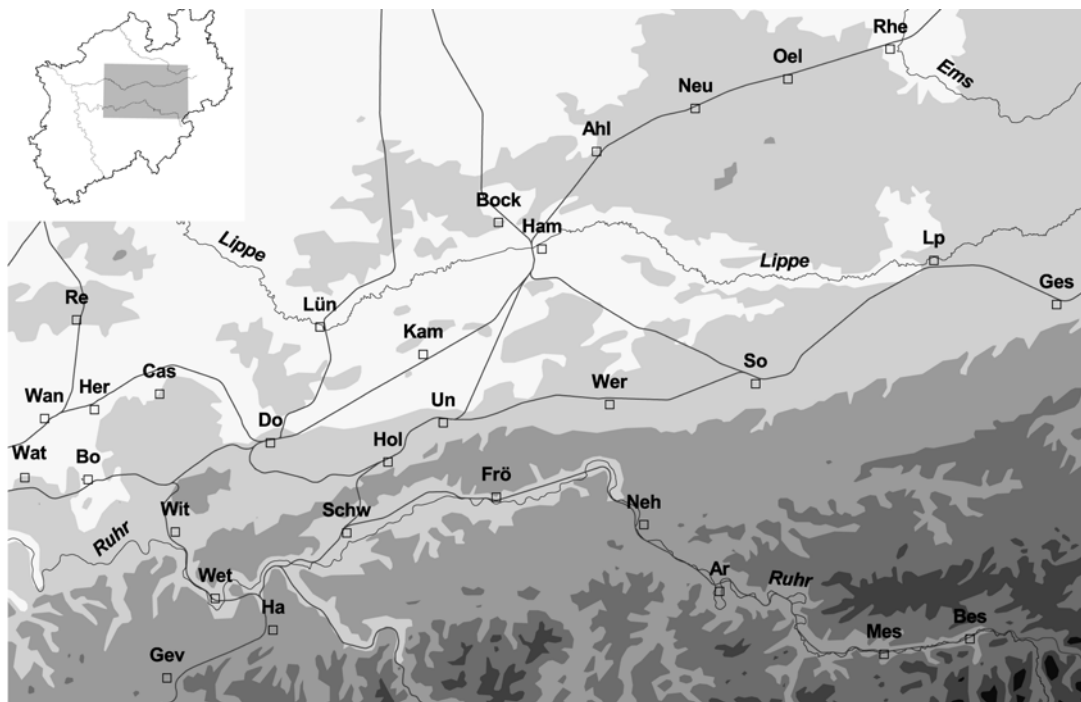 Rhe
Oel
Ems
Neu
Ahl
Bock
Ham
Lippe
Lp
Lippe
Ges
Re
Lün
Kam
So
Cas
Wer
Her
Wan
Un
Do
Hol
Wat
Bo
Frö
Neh
Schw
Wit
Ruhr
Wet
Ar
Ruhr
Ha
Bes
Mes
Gev